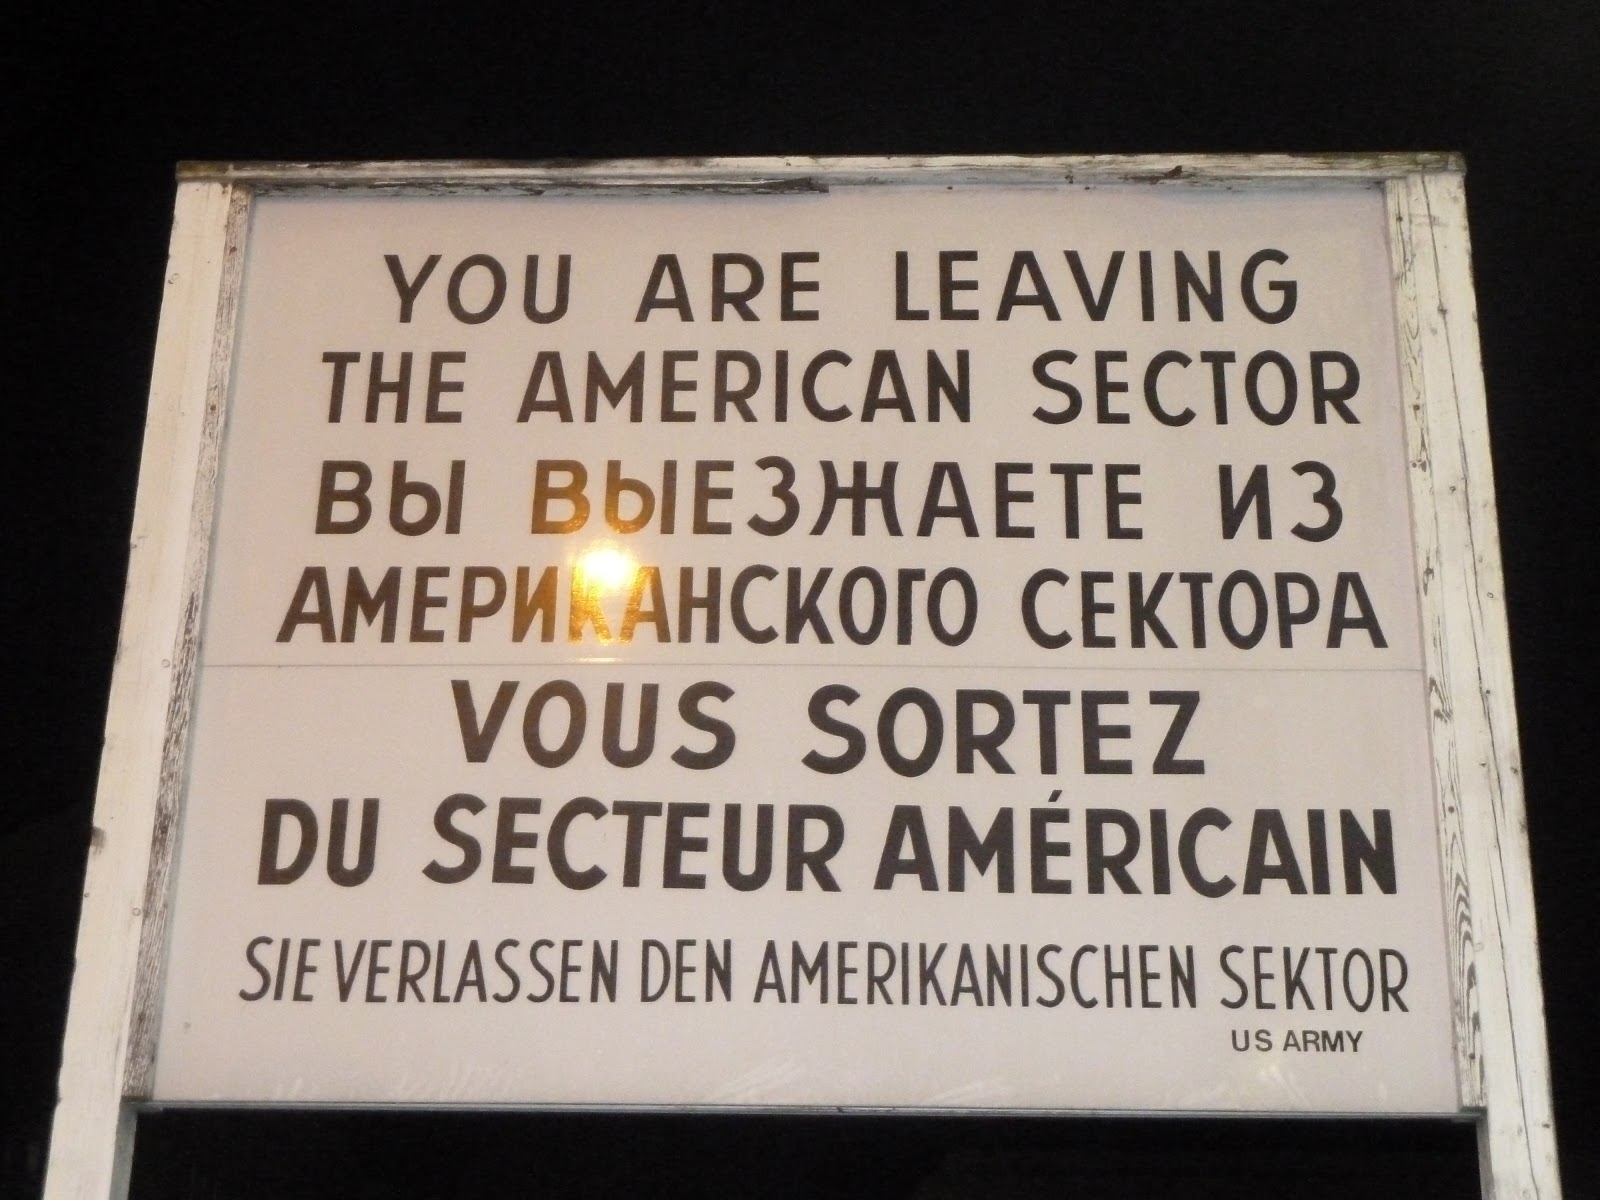 YOU ARE LEAVING
THE AMERICAN SECTOR
ВЫ ВЫЕЗЖАЕТЕ ИЗ
АМЕРИКАНСКОГО СЕКТОРА
VOUS SORTEZ
DU SECTEUR AMÉRICAIN
SIE VERLASSEN DEN AMERIKANISCHEN SEKTOR
US ARMY